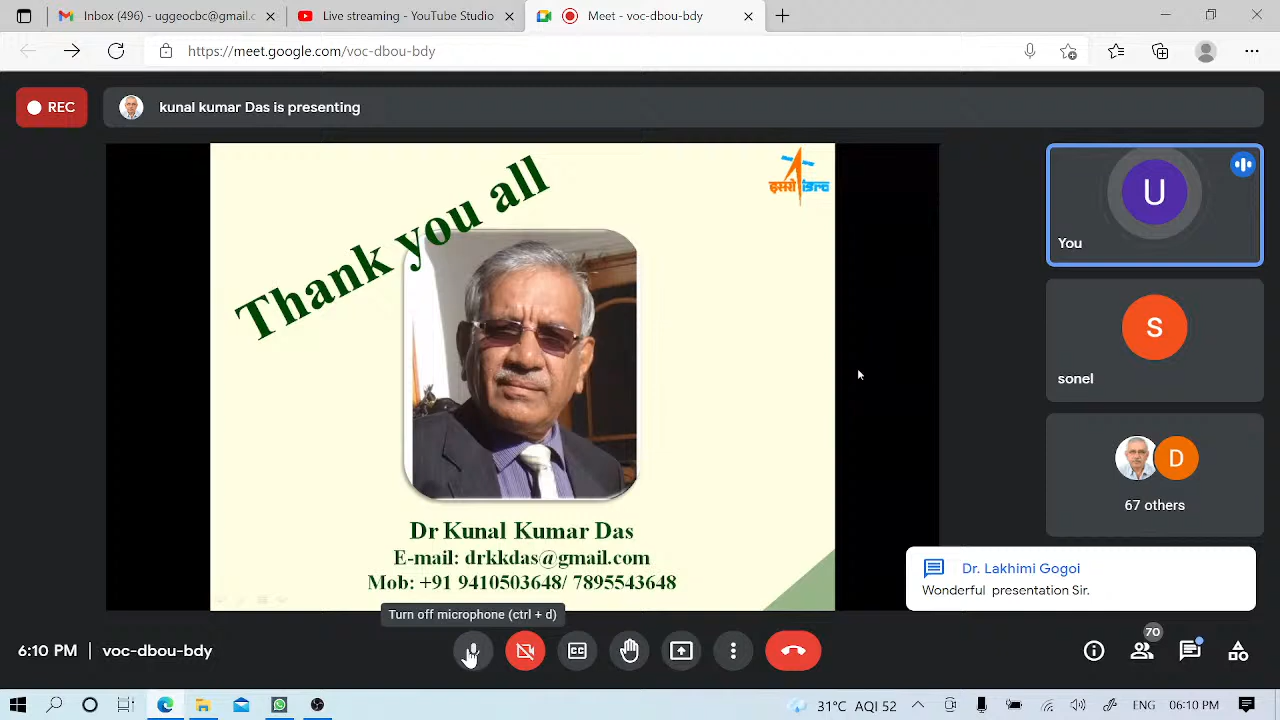 Inbox (496) - uggsoc@gmail.c
Live streaming - YouTube Studio
Meet - voc-dbou-bdy
https://meet.google.com/voc-dbou-bdy
REC
kunal kumar Das is presenting
Thank you all
इसरो
U
You
S
sonel
D
67 others
Dr Kunal Kumar Das
E-mail: drkkdas@gmail.com
Mob: +91 9410503648/ 7895543648
Dr. Lakhimi Gogoi
Wonderful presentation Sir.
Turn off microphone (ctrl + d)
6:10 PM | voc-dbou-bdy
CC
70
31°C AQI 52
ENG
06:10 PM